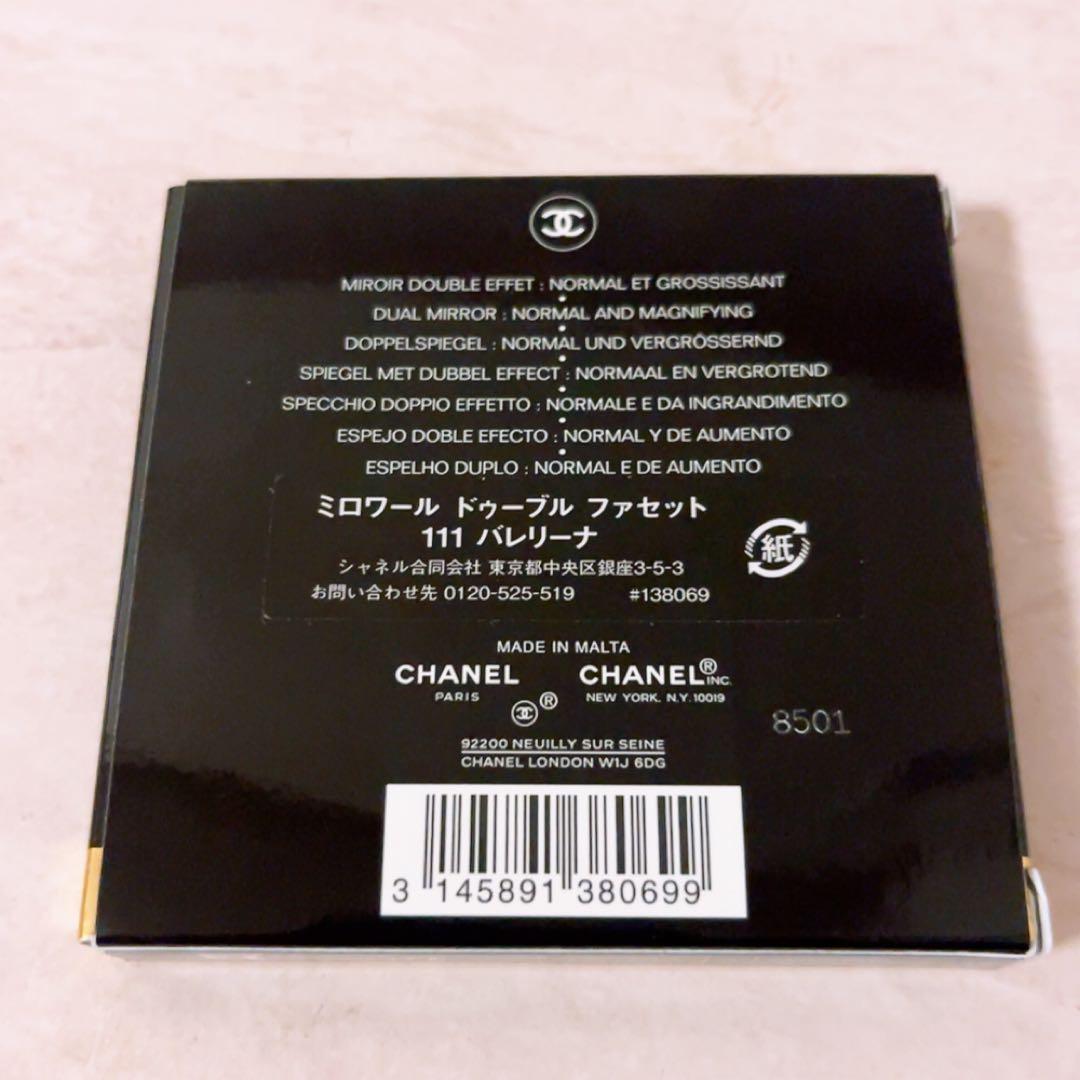 MIROIR DOUBLE EFFET : NORMAL ET GROSSISSANT
DUAL MIRROR : NORMAL AND MAGNIFYING
DOPPELSPIEGEL : NORMAL UND VERGRÖSSERND
SPIEGEL MET DUBBEL EFFECT : NORMAAL EN VERGROTEND
SPECCHIO DOPPIO EFFETTO : NORMALE E DA INGRANDIMENTO
ESPEJO DOBLE EFECTO : NORMAL Y DE AUMENTO
ESPELHO DUPLO : NORMAL E DE AUMENTO
ミロワール ドゥーブル ファセット
111 バレリーナ
シャネル合同会社 東京都中央区銀座3-5-3
お問い合わせ先 0120-525-519 #138069
紙
MADE IN MALTA
CHANEL CHANEL® INC.
PARIS NEW YORK, N.Y. 10019
®
8501
92200 NEUILLY SUR SEINE
CHANEL LONDON W1J 6DG
3 145891 380699